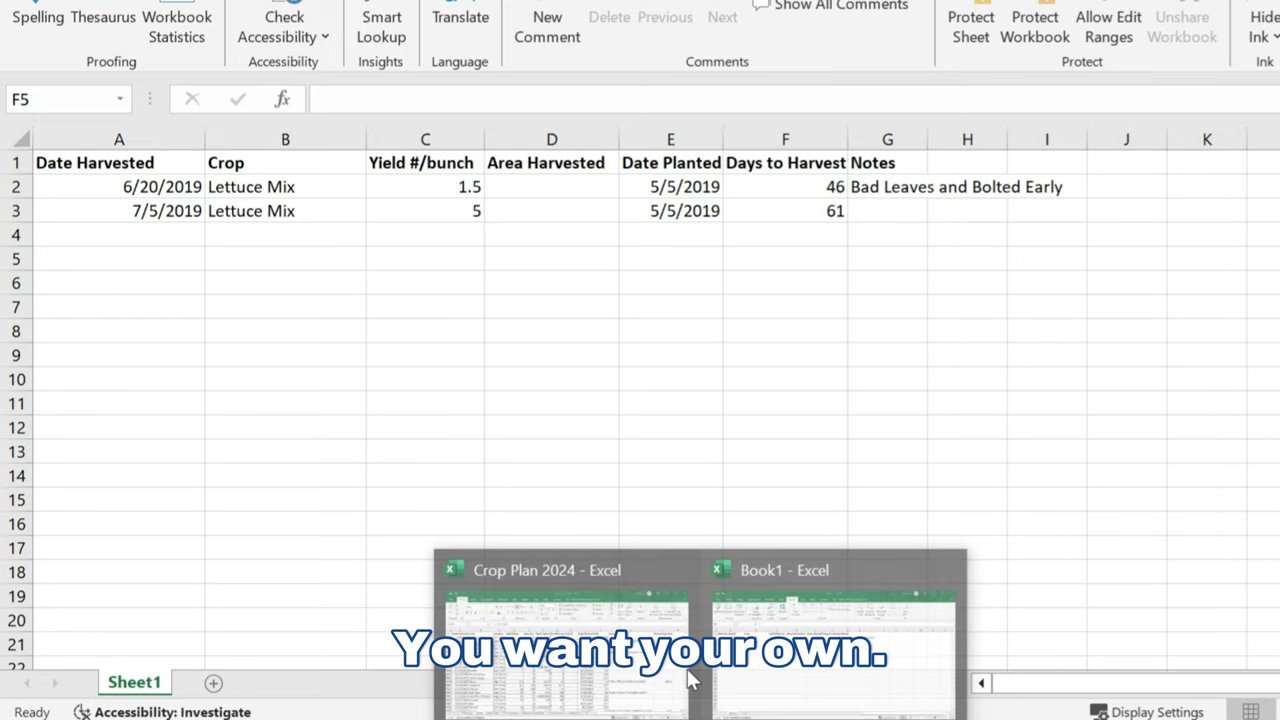 Spelling Thesaurus Workbook Statistics
Check Accessibility
Smart Lookup
Translate
New Comment
Delete Previous Next
Show All Comments
Protect Sheet
Protect Workbook
Allow Edit Ranges
Unshare Workbook
Hide Ink
Proofing Accessibility Insights Language Comments Protect Ink
F5 fx
A B C D E F G H I J K
1 Date Harvested Crop Yield #/bunch Area Harvested Date Planted Days to Harvest Notes
2 6/20/2019 Lettuce Mix 1.5 5/5/2019 46 Bad Leaves and Bolted Early
3 7/5/2019 Lettuce Mix 5 5/5/2019 61
4
5
6
7
8
9
10
11
12
13
14
15
16
17
18
19
20
21
22
Crop Plan 2024 - Excel
Book1 - Excel
You want your own.
Sheet1
Ready Accessibility: Investigate Display Settings